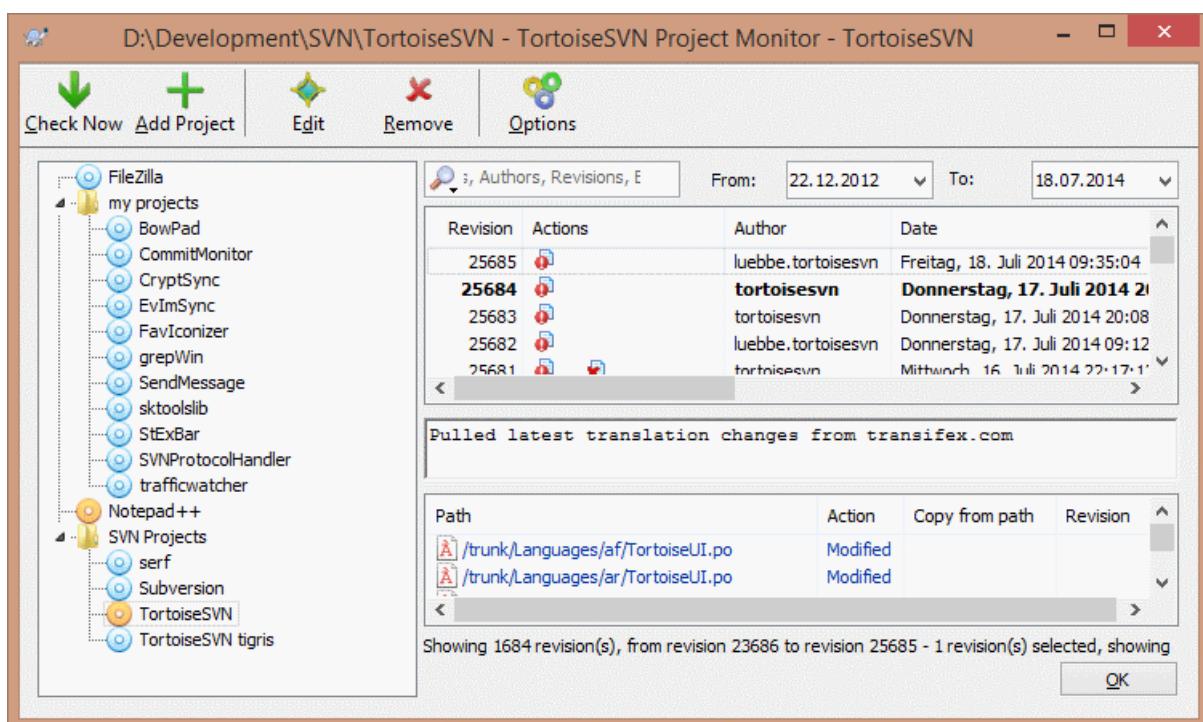 D:\Development\SVN\TortoiseSVN - TortoiseSVN Project Monitor - TortoiseSVN
Check Now Add Project Edit Remove Options
FileZilla
my projects
BowPad
CommitMonitor
CryptSync
EvImSync
FavIconizer
grepWin
SendMessage
sktoolslib
StExBar
SVNProtocolHandler
trafficwatcher
Notepad++
SVN Projects
serf
Subversion
TortoiseSVN
TortoiseSVN tigris
, Authors, Revisions, From: 22.12.2012 To: 18.07.2014
Revision Actions Author Date
25685 luebbe.tortoisesvn Freitag, 18. Juli 2014 09:35:04
25684 tortoisesvn Donnerstag, 17. Juli 2014
25683 tortoisesvn Donnerstag, 17. Juli 2014 20:08
25682 luebbe.tortoisesvn Donnerstag, 17. Juli 2014 09:12
25681 tortoisesvn Mittwoch, 16. Juli 2014
Pulled latest translation changes from transifex.com
Path Action Copy from path Revision
/trunk/Languages/af/TortoiseUI.po Modified
/trunk/Languages/ar/TortoiseUI.po Modified
Showing 1684 revision(s), from revision 23686 to revision 25685 - 1 revision(s) selected, showing
OK